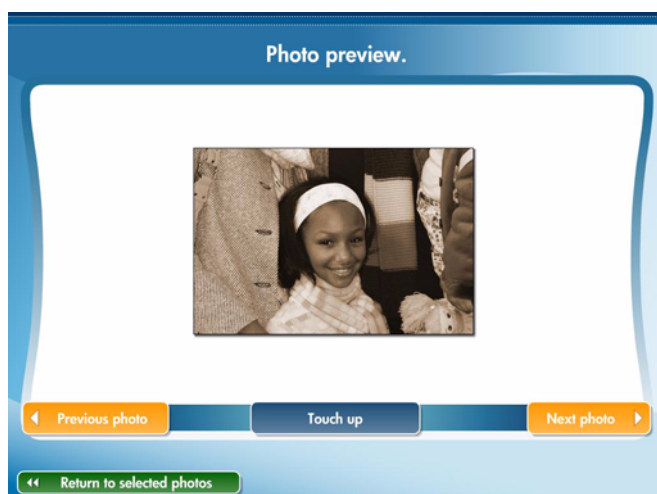 Photo preview.
Previous photo
Touch up
Next photo
Return to selected photos